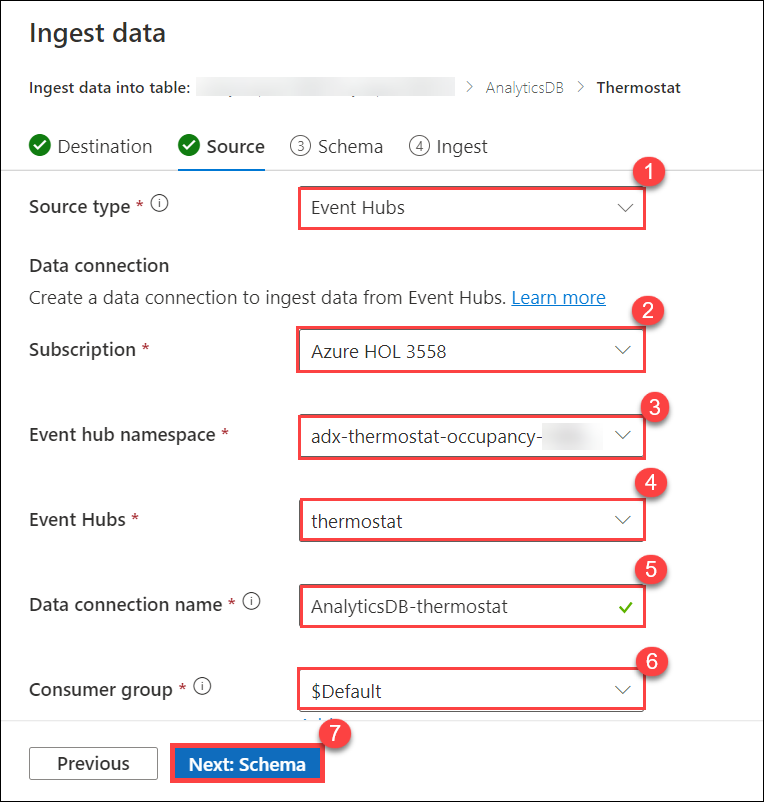 Ingest data
Ingest data into table: > AnalyticsDB > Thermostat
Destination Source 3 Schema 4 Ingest
1
Source type * Event Hubs
Data connection
Create a data connection to ingest data from Event Hubs. Learn more
2
Subscription * Azure HOL 3558
3
Event hub namespace * adx-thermostat-occupancy-
4
Event Hubs * thermostat
5
Data connection name * AnalyticsDB-thermostat
6
Consumer group * $Default
7
Previous Next: Schema